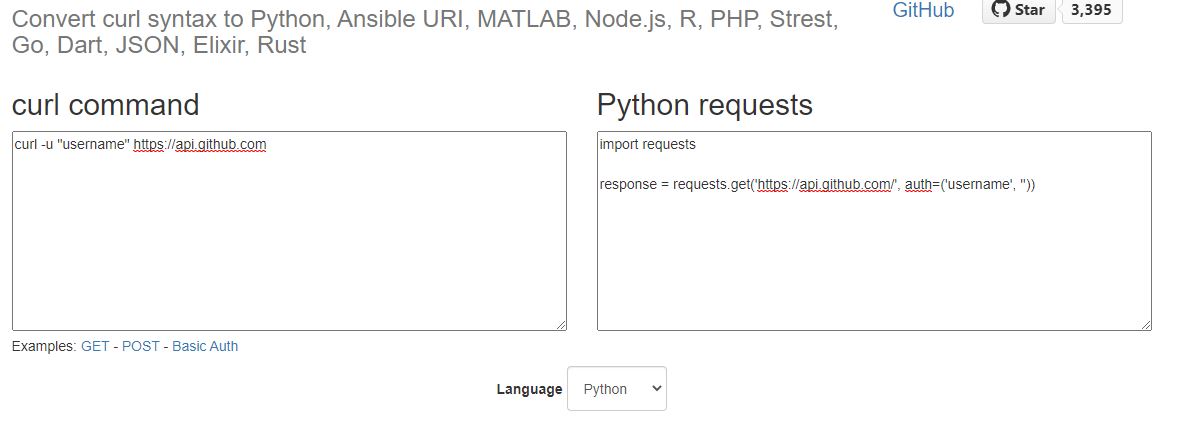 Convert curl syntax to Python, Ansible URI, MATLAB, Node.js, R, PHP, Strest,
Go, Dart, JSON, Elixir, Rust
GitHub
Star
3,395
curl command
curl -u "username" https://api.github.com
Examples: GET - POST - Basic Auth
Python requests
import requests
response = requests.get('https://api.github.com/', auth=('username', ''))
Language Python